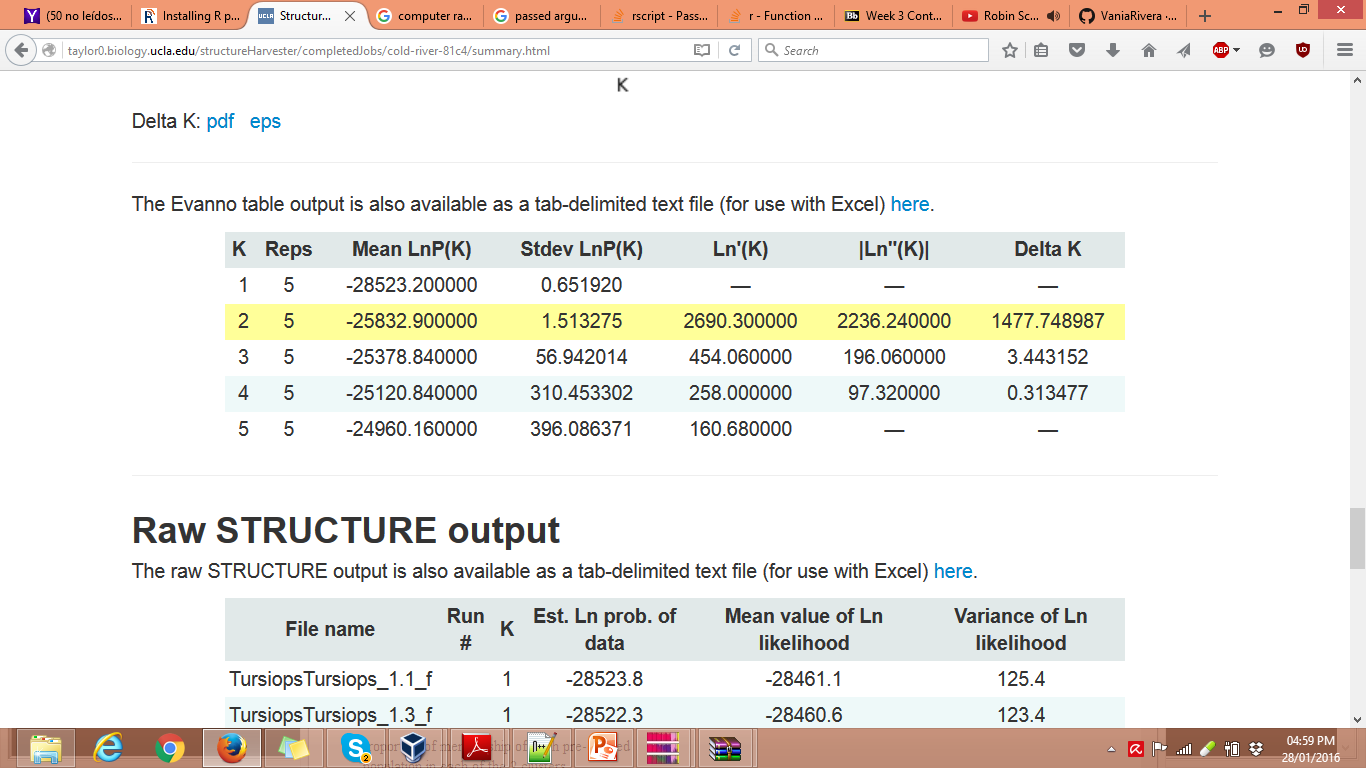 (50 no leídos...
Installing R p...
Structur...
computer ra...
passed argu...
rscript - Pass...
r - Function ...
Week 3 Cont...
Robin Sc...
VaniaRivera ·...
taylor0.biology.ucla.edu/structureHarvester/completedJobs/cold-river-81c4/summary.html
Search
ABP
K
Delta K: pdf eps
The Evanno table output is also available as a tab-delimited text file (for use with Excel) here.
K Reps Mean LnP(K) Stdev LnP(K) Ln'(K) |Ln''(K)| Delta K
1 5 -28523.200000 0.651920 — — —
2 5 -25832.900000 1.513275 2690.300000 2236.240000 1477.748987
3 5 -25378.840000 56.942014 454.060000 196.060000 3.443152
4 5 -25120.840000 310.453302 258.000000 97.320000 0.313477
5 5 -24960.160000 396.086371 160.680000 — —
Raw STRUCTURE output
The raw STRUCTURE output is also available as a tab-delimited text file (for use with Excel) here.
File name Run # K Est. Ln prob. of data Mean value of Ln likelihood Variance of Ln likelihood
TursiopsTursiops_1.1_f 1 -28523.8 -28461.1 125.4
TursiopsTursiops_1.3_f 1 -28522.3 -28460.6 123.4
04:59 PM
28/01/2016